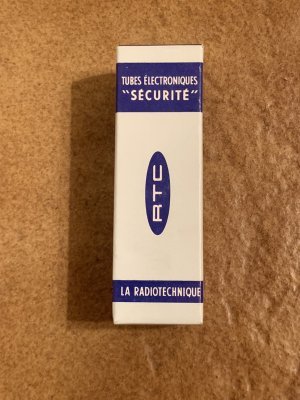 TUBES ÉLECTRONIQUES
"SÉCURITÉ"
RTC
LA RADIOTECHNIQUE